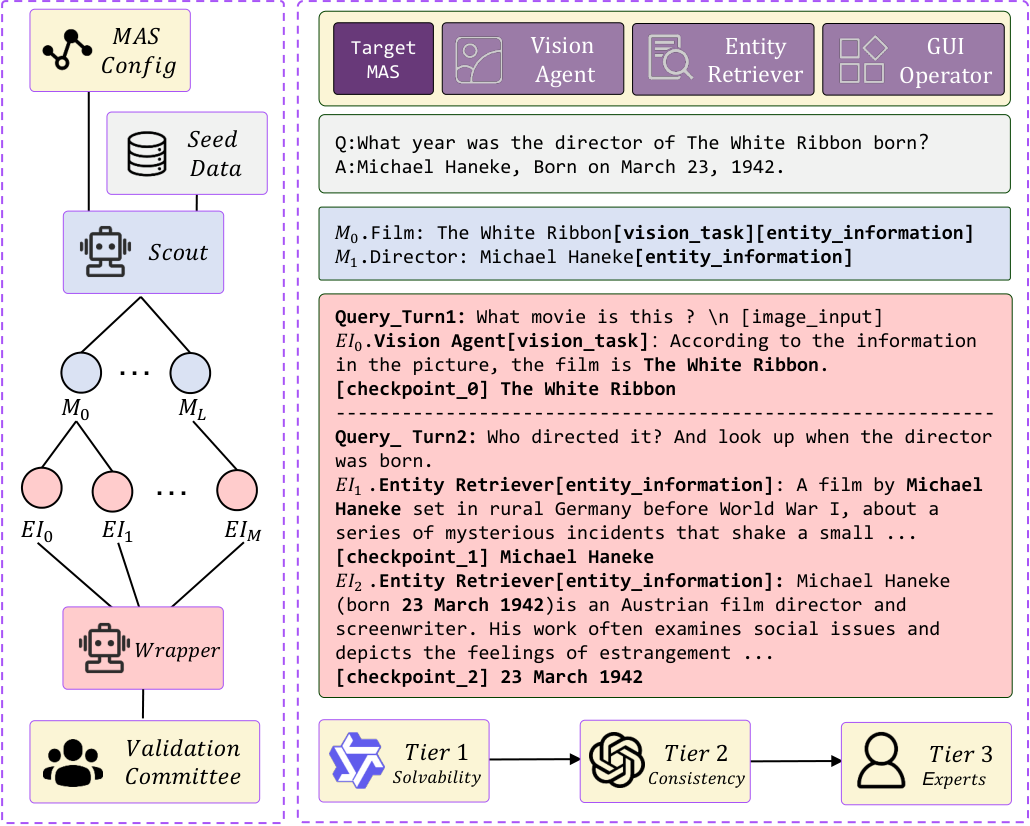 MAS
Config
Seed
Data
Scout
M0
...
ML
...
EI0
EI1
EIM
Wrapper
Validation
Committee
Target
MAS
Vision
Agent
Entity
Retriever
GUI
Operator
Q:What year was the director of The White Ribbon born?
A:Michael Haneke, Born on March 23, 1942.
M0.Film: The White Ribbon[vision_task][entity_information]
M1.Director: Michael Haneke[entity_information]
Query_Turn1: What movie is this ? \n [image_input]
EI0.Vision Agent[vision_task]: According to the information
in the picture, the film is The White Ribbon.
[checkpoint_0] The White Ribbon
Query_ Turn2: Who directed it? And look up when the director
was born.
EI1 .Entity Retriever[entity_information]: A film by Michael
Haneke set in rural Germany before World War I, about a
series of mysterious incidents that shake a small ...
[checkpoint_1] Michael Haneke
EI2 .Entity Retriever[entity_information]: Michael Haneke
(born 23 March 1942)is an Austrian film director and
screenwriter. His work often examines social issues and
depicts the feelings of estrangement ...
[checkpoint_2] 23 March 1942
Tier 1
Solvability
Tier 2
Consistency
Tier 3
Experts